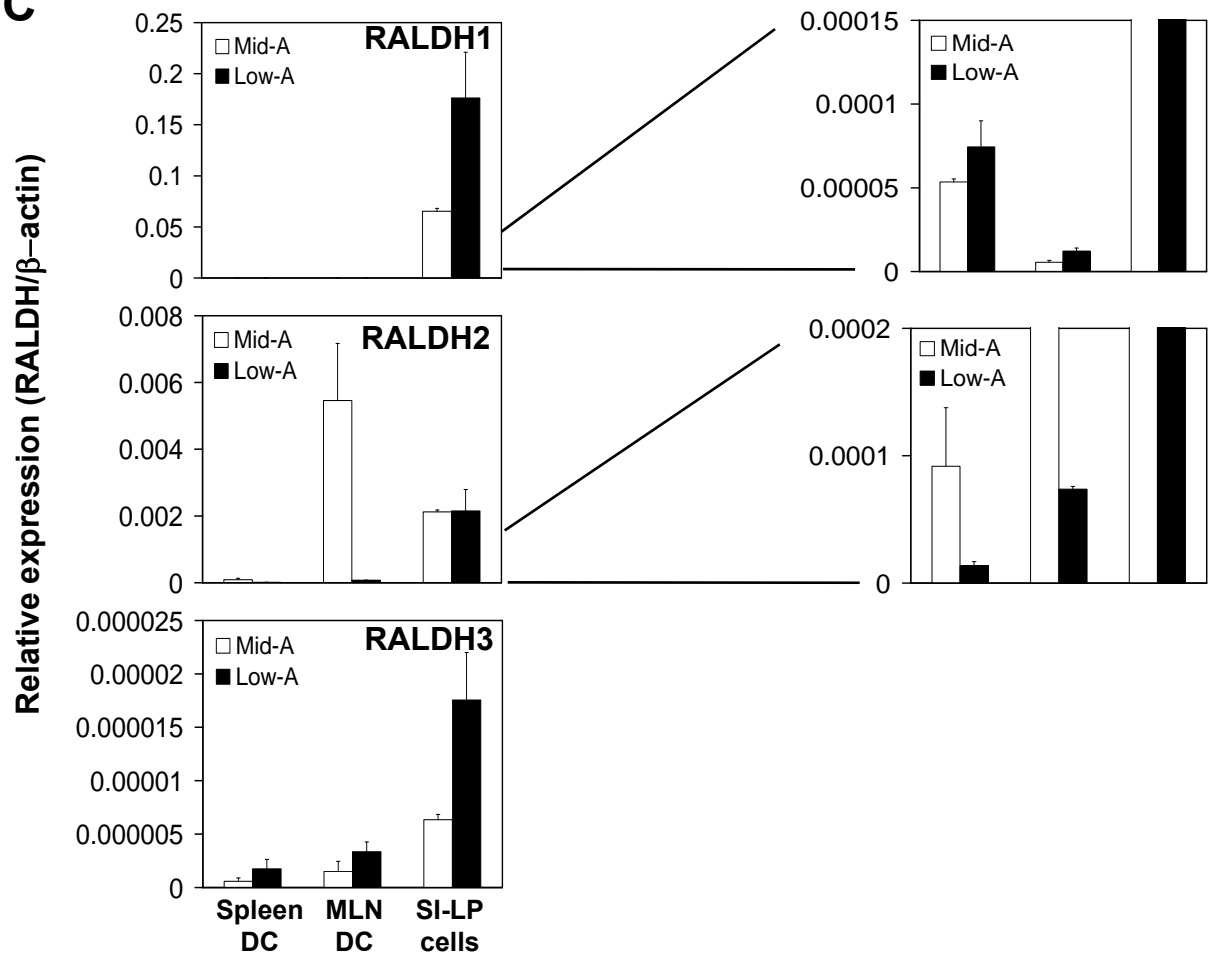 C
Relative expression (RALDH/β–actin)
0.25
0.2
0.15
0.1
0.05
0
RALDH1
Mid-A
Low-A
0.00015
0.0001
0.00005
0
Mid-A
Low-A
0.008
0.006
0.004
0.002
0
RALDH2
Mid-A
Low-A
0.0002
0.0001
0
Mid-A
Low-A
0.000025
0.00002
0.000015
0.00001
0.000005
0
RALDH3
Mid-A
Low-A
Spleen MLN SI-LP
DC DC cells